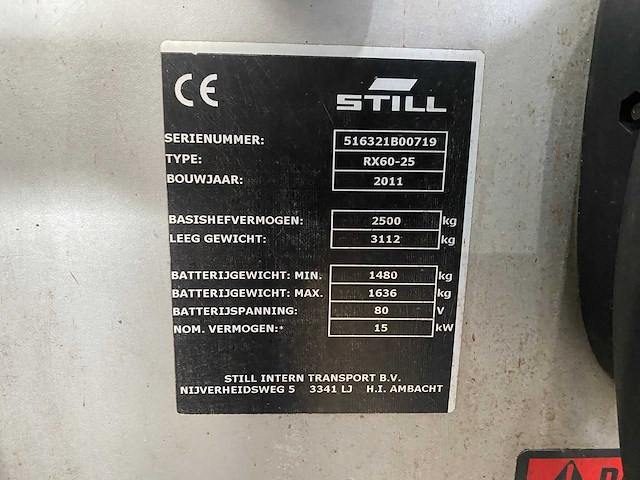 CE
STILL
SERIENUMMER: 516321B00719
TYPE: RX60-25
BOUWJAAR: 2011
BASISHEFVERMOGEN: 2500 kg
LEEG GEWICHT: 3112 kg
BATTERIJGEWICHT: MIN. 1480 kg
BATTERIJGEWICHT: MAX. 1636 kg
BATTERIJSPANNING: 80 V
NOM. VERMOGEN:* 15 kW
STILL INTERN TRANSPORT B.V.
NIJVERHEIDSWEG 5 3341 LJ H.I. AMBACHT